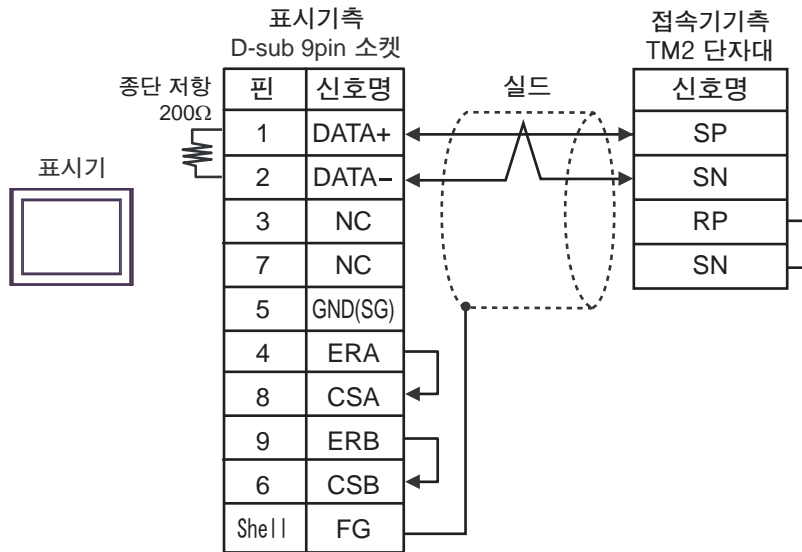 표시기측
D-sub 9pin 소켓
접속기기측
TM2 단자대
종단 저항
200Ω
실드
표시기
핀 신호명
1 DATA+
2 DATA−
3 NC
7 NC
5 GND(SG)
4 ERA
8 CSA
9 ERB
6 CSB
Shell FG
신호명
SP
SN
RP
SN